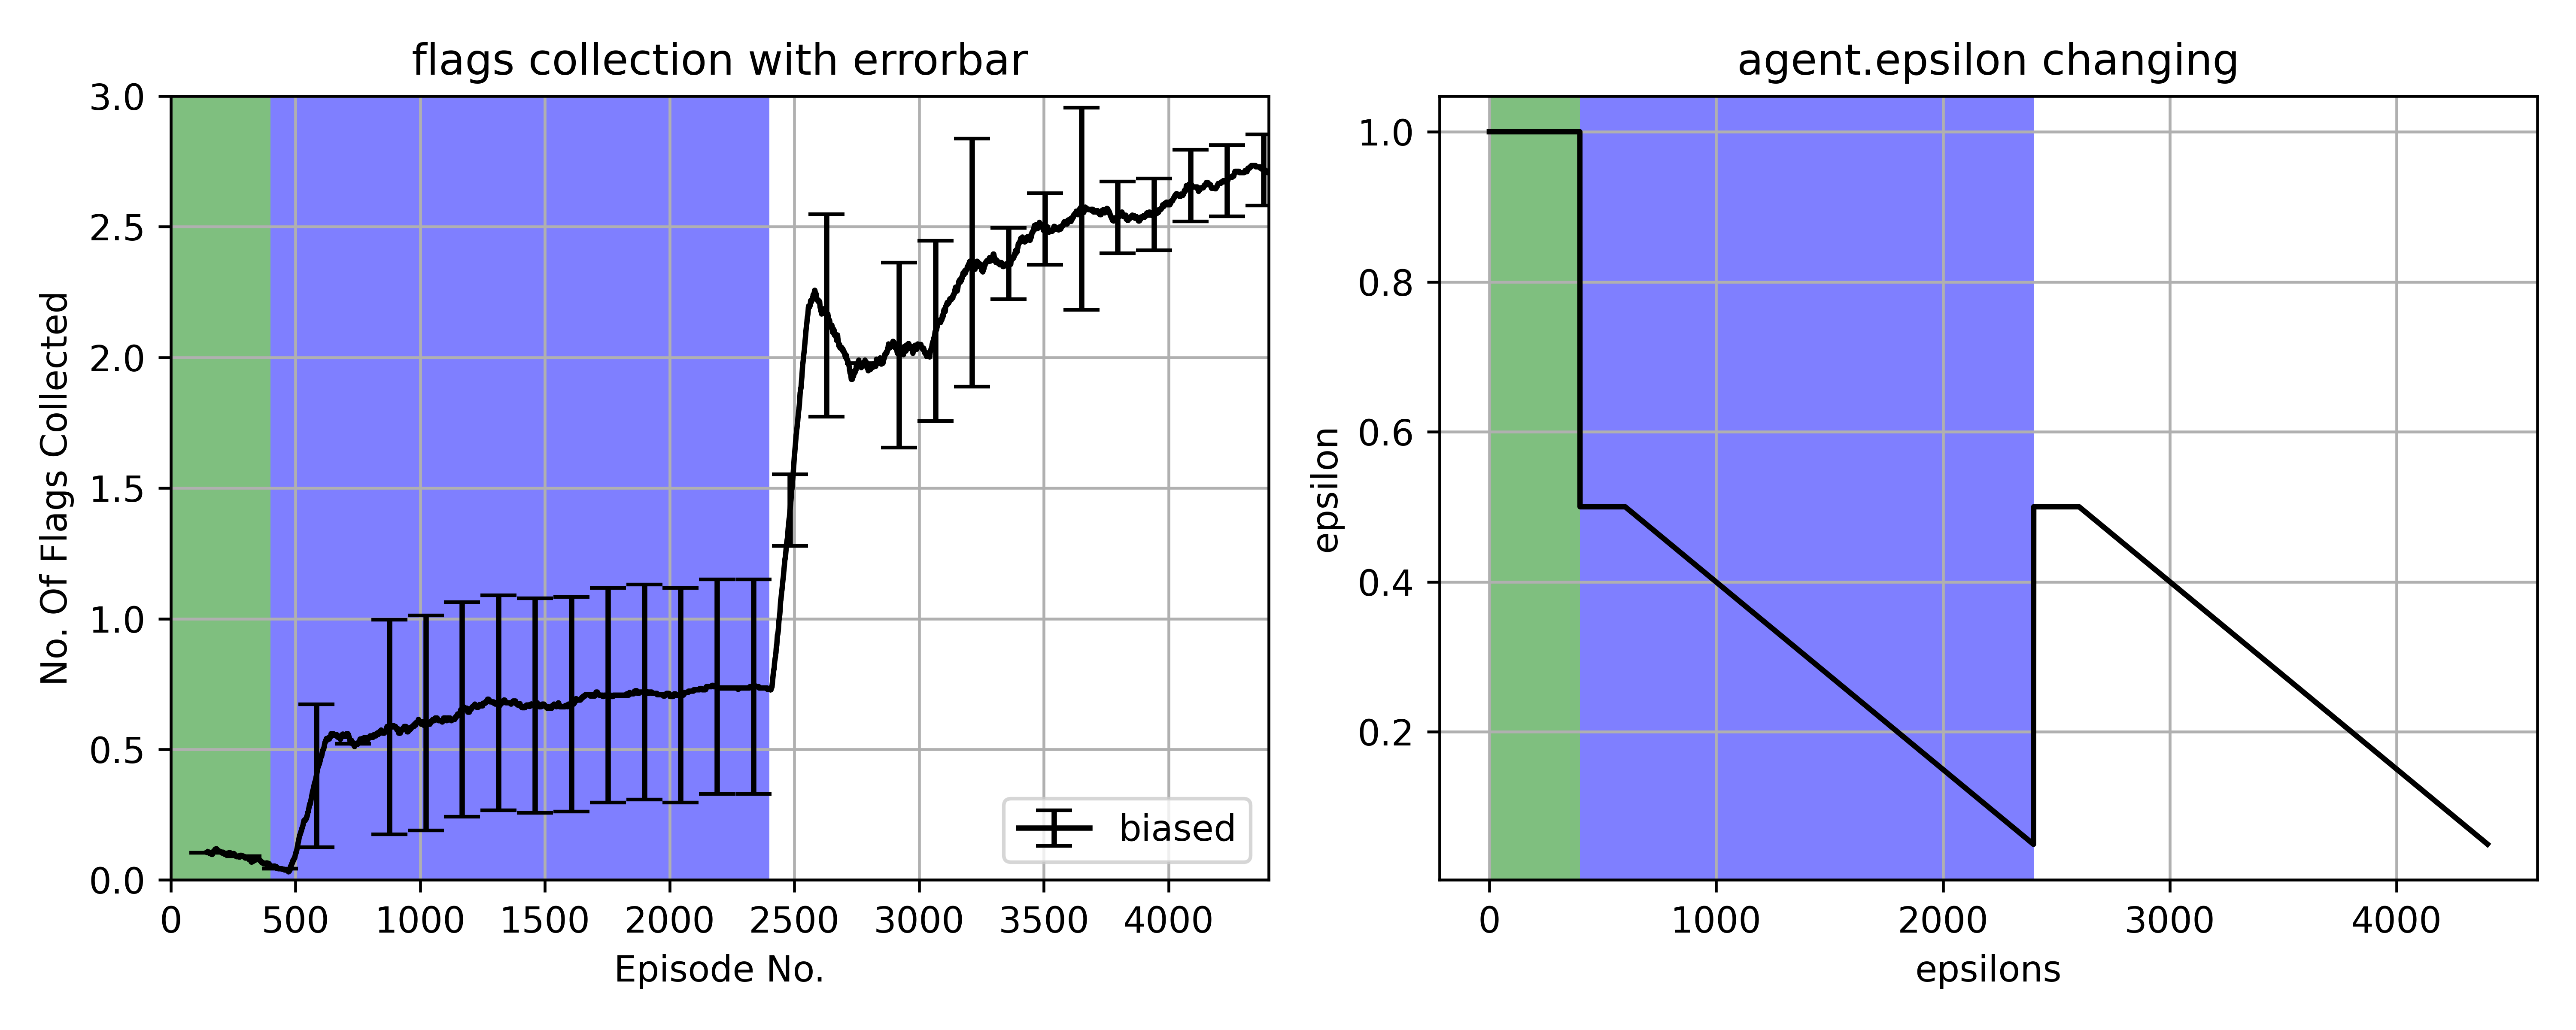 flags collection with errorbar
3.0
2.5
2.0
1.5
1.0
0.5
0.0
No. Of Flags Collected
0 500 1000 1500 2000 2500 3000 3500 4000
Episode No.
biased
agent.epsilon changing
1.0
0.8
0.6
0.4
0.2
epsilon
0 1000 2000 3000 4000
epsilons